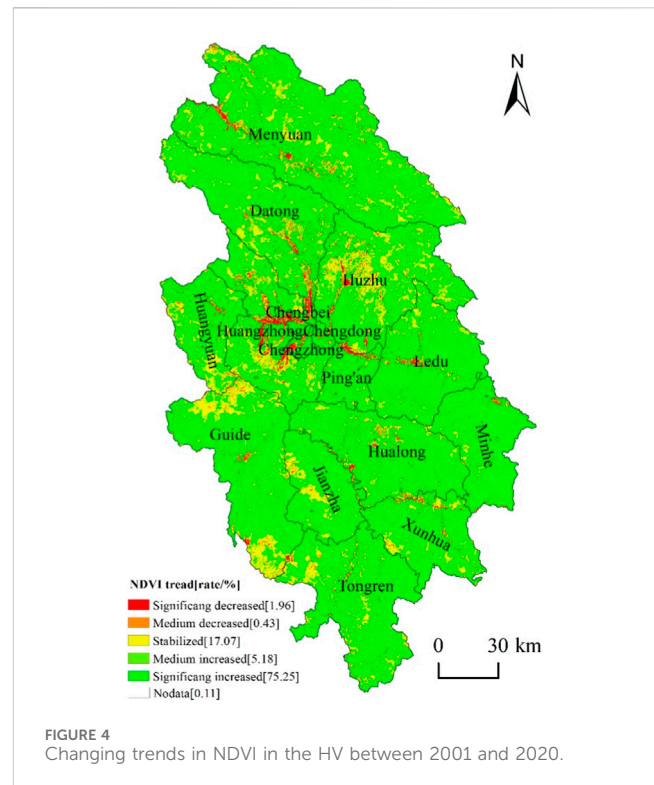 N
Menyuan
Datong
Huzhu
Chengbei
Huangyuan
Huangzhong Chengdong
Chengzhong
Ledu
Ping'an
Guide
Minhe
Hualong
Jianzha
Xunhua
Tongren
NDVI tread[rate/%]
Significang decreased[1.96]
Medium decreased[0.43]
Stabilized[17.07]
Medium increased[5.18]
Significang increased[75.25]
Nodata[0.11]
0 30 km
FIGURE 4
Changing trends in NDVI in the HV between 2001 and 2020.